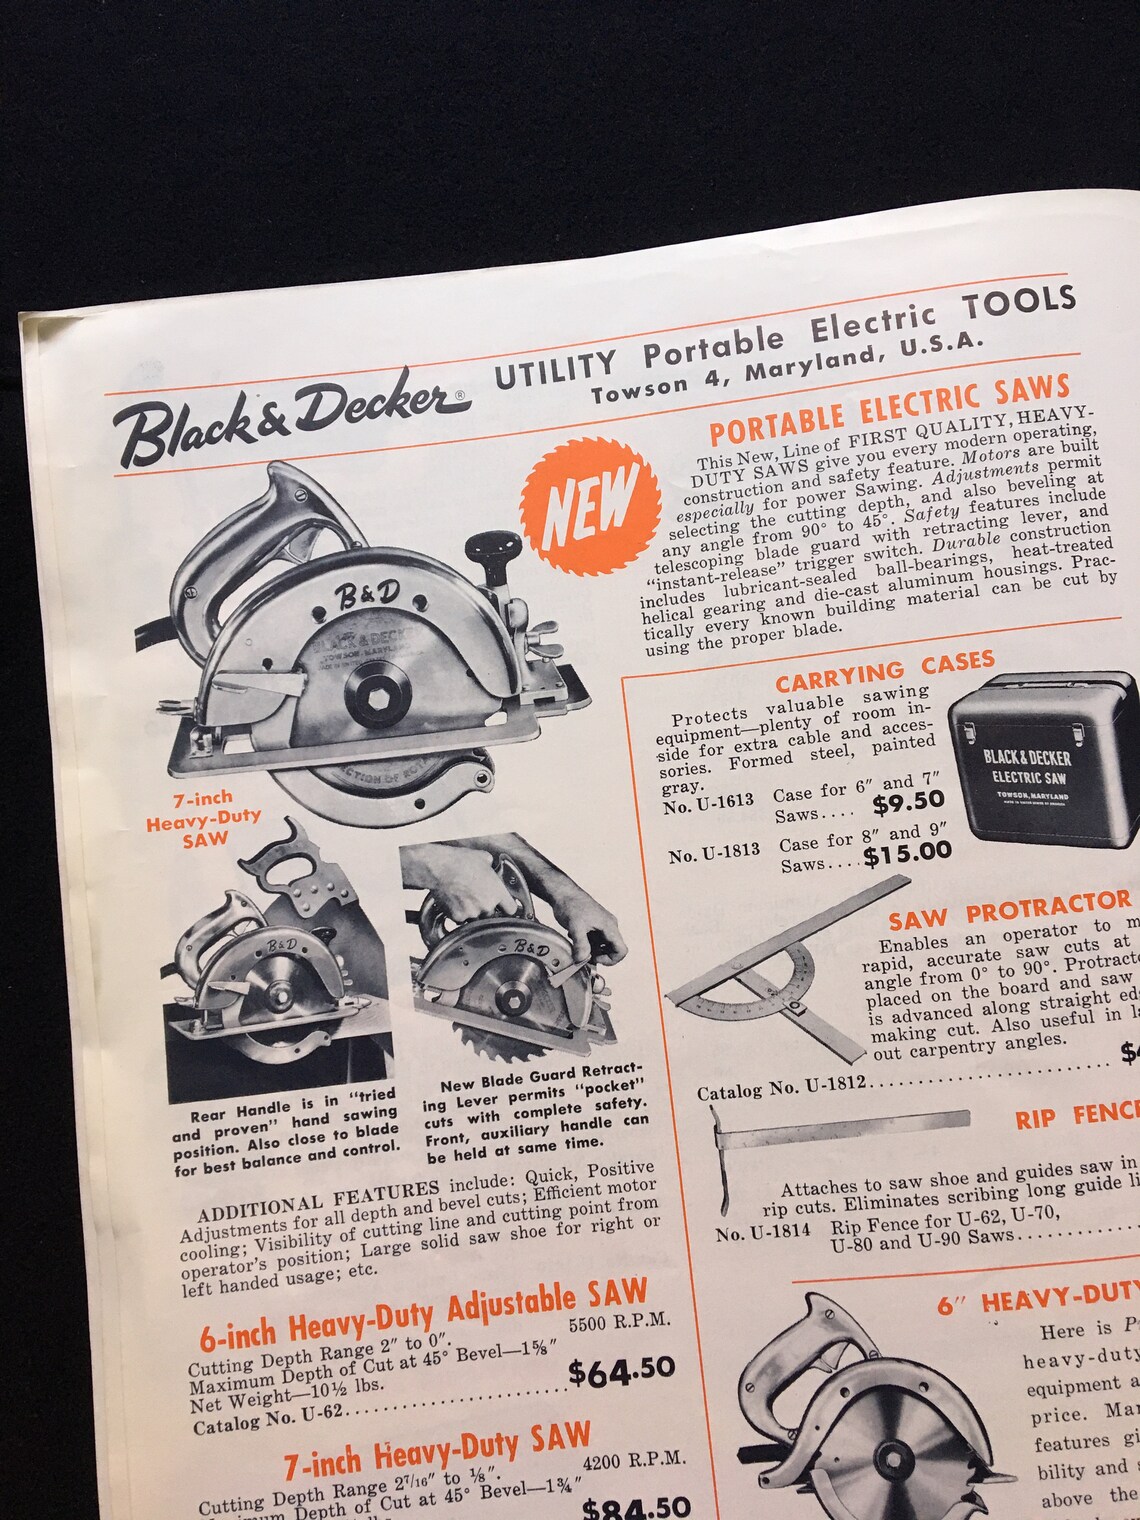 Black & Decker®
UTILITY Portable Electric TOOLS
Towson 4, Maryland, U.S.A.
NEW
B&D
BLACK & DECKER
TOWSON, MARYLAND
7-inch
Heavy-Duty
SAW
B&D
B&D
Rear Handle is in "tried
and proven" hand sawing
position. Also close to blade
for best balance and control.
New Blade Guard Retract-
ing Lever permits "pocket"
cuts with complete safety.
Front, auxiliary handle can
be held at same time.
ADDITIONAL FEATURES include: Quick, Positive
Adjustments for all depth and bevel cuts; Efficient motor
cooling; Visibility of cutting line and cutting point from
operator's position; Large solid saw shoe for right or
left handed usage; etc.
6-inch Heavy-Duty Adjustable SAW
Cutting Depth Range 2" to 0". 5500 R.P.M.
Maximum Depth of Cut at 45° Bevel—1⅝"
Net Weight—10½ lbs.
Catalog No. U-62.................... $64.50
7-inch Heavy-Duty SAW
Cutting Depth Range 2 7/16" to ⅛". 4200 R.P.M.
Maximum Depth of Cut at 45° Bevel—1¾"
$84.50
PORTABLE ELECTRIC SAWS
This New, Line of FIRST QUALITY, HEAVY-
DUTY SAWS give you every modern operating,
construction and safety feature. Motors are built
especially for power Sawing. Adjustments permit
selecting the cutting depth, and also beveling at
any angle from 90° to 45°. Safety features include
telescoping blade guard with retracting lever, and
"instant-release" trigger switch. Durable construction
includes lubricant-sealed ball-bearings, heat-treated
helical gearing and die-cast aluminum housings. Prac-
tically every known building material can be cut by
using the proper blade.
CARRYING CASES
Protects valuable sawing
equipment—plenty of room in-
side for extra cable and acces-
sories. Formed steel, painted
gray.
No. U-1613 Case for 6" and 7"
Saws.... $9.50
No. U-1813 Case for 8" and 9"
Saws.... $15.00
BLACK & DECKER
ELECTRIC SAW
TOWSON, MARYLAND
SAW PROTRACTOR
Enables an operator to m
rapid, accurate saw cuts at
angle from 0° to 90°. Protracto
placed on the board and saw
is advanced along straight ed
making cut. Also useful in la
out carpentry angles.
Catalog No. U-1812.........................$4
RIP FENCE
Attaches to saw shoe and guides saw in
rip cuts. Eliminates scribing long guide li
No. U-1814 Rip Fence for U-62, U-70,
U-80 and U-90 Saws............
6" HEAVY-DUTY
Here is P
heavy-duty
equipment a
price. Man
features gi
bility and
above the